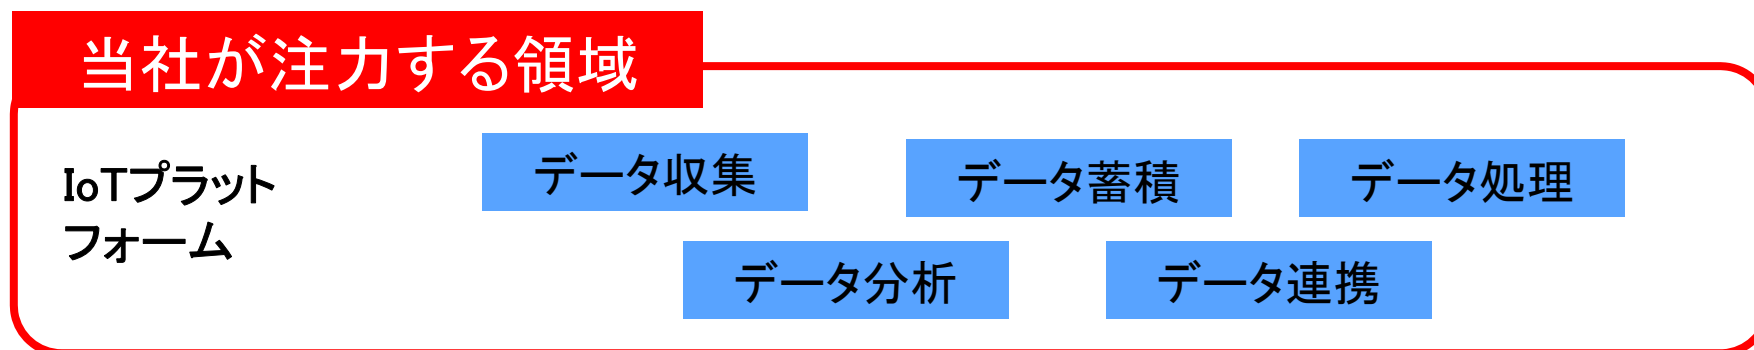 当社が注力する領域
IoTプラット
フォーム
データ収集
データ蓄積
データ処理
データ分析
データ連携